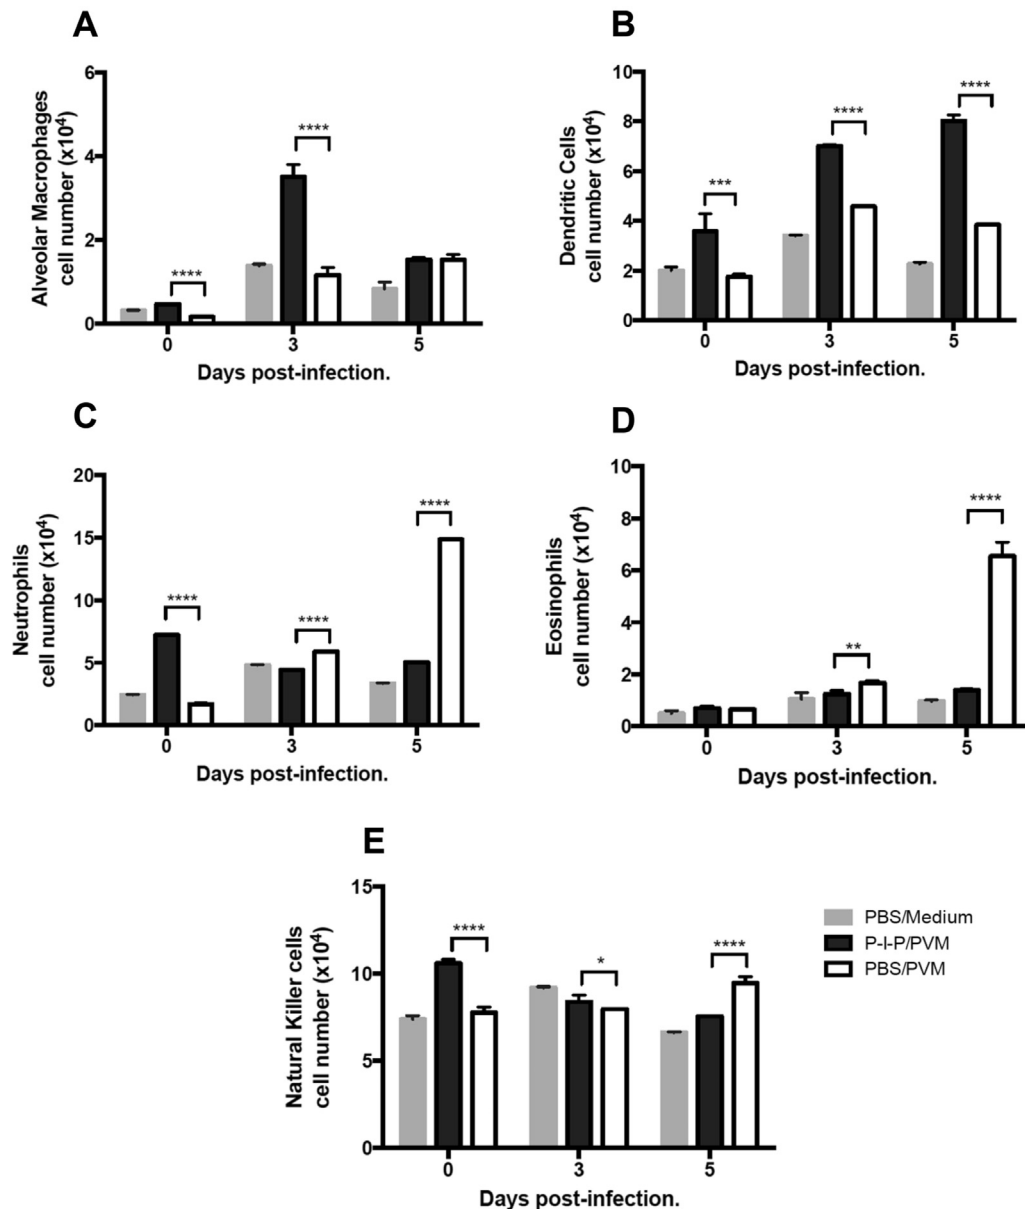 A
Alveolar Macrophages
cell number (x10⁴)
6
4
2
0
****
****
0 3 5
Days post-infection.
B
Dendritic Cells
cell number (x10⁴)
10
8
6
4
2
0
***
****
****
0 3 5
Days post-infection.
C
Neutrophils
cell number (x10⁴)
20
15
10
5
0
****
****
****
0 3 5
Days post-infection.
D
Eosinophils
cell number (x10⁴)
10
8
6
4
2
0
**
****
0 3 5
Days post-infection.
E
Natural Killer cells
cell number (x10⁴)
15
10
5
0
****
*
****
0 3 5
Days post-infection.
PBS/Medium
P-I-P/PVM
PBS/PVM